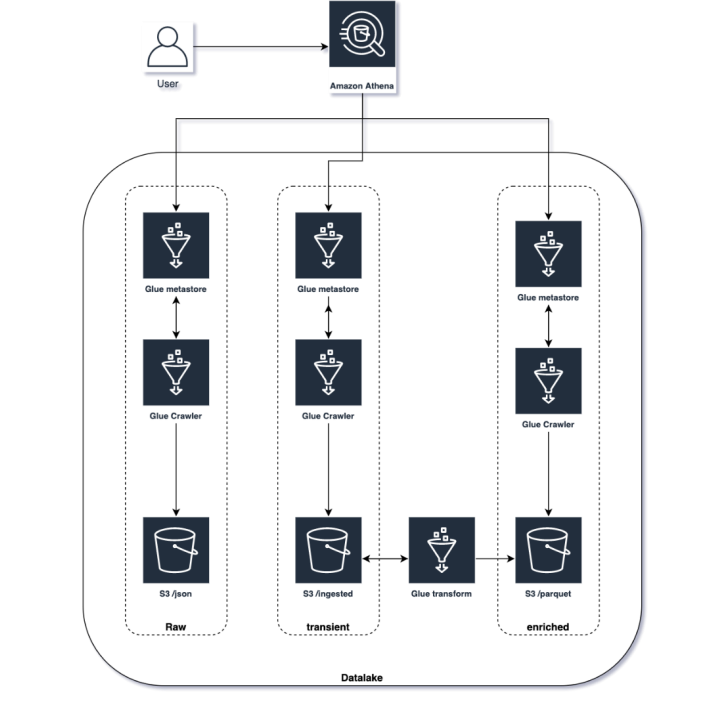 User
Amazon Athena
Glue metastore
Glue metastore
Glue metastore
Glue Crawler
Glue Crawler
Glue Crawler
S3 /json
S3 /ingested
Glue transform
S3 /parquet
Raw
transient
enriched
Datalake